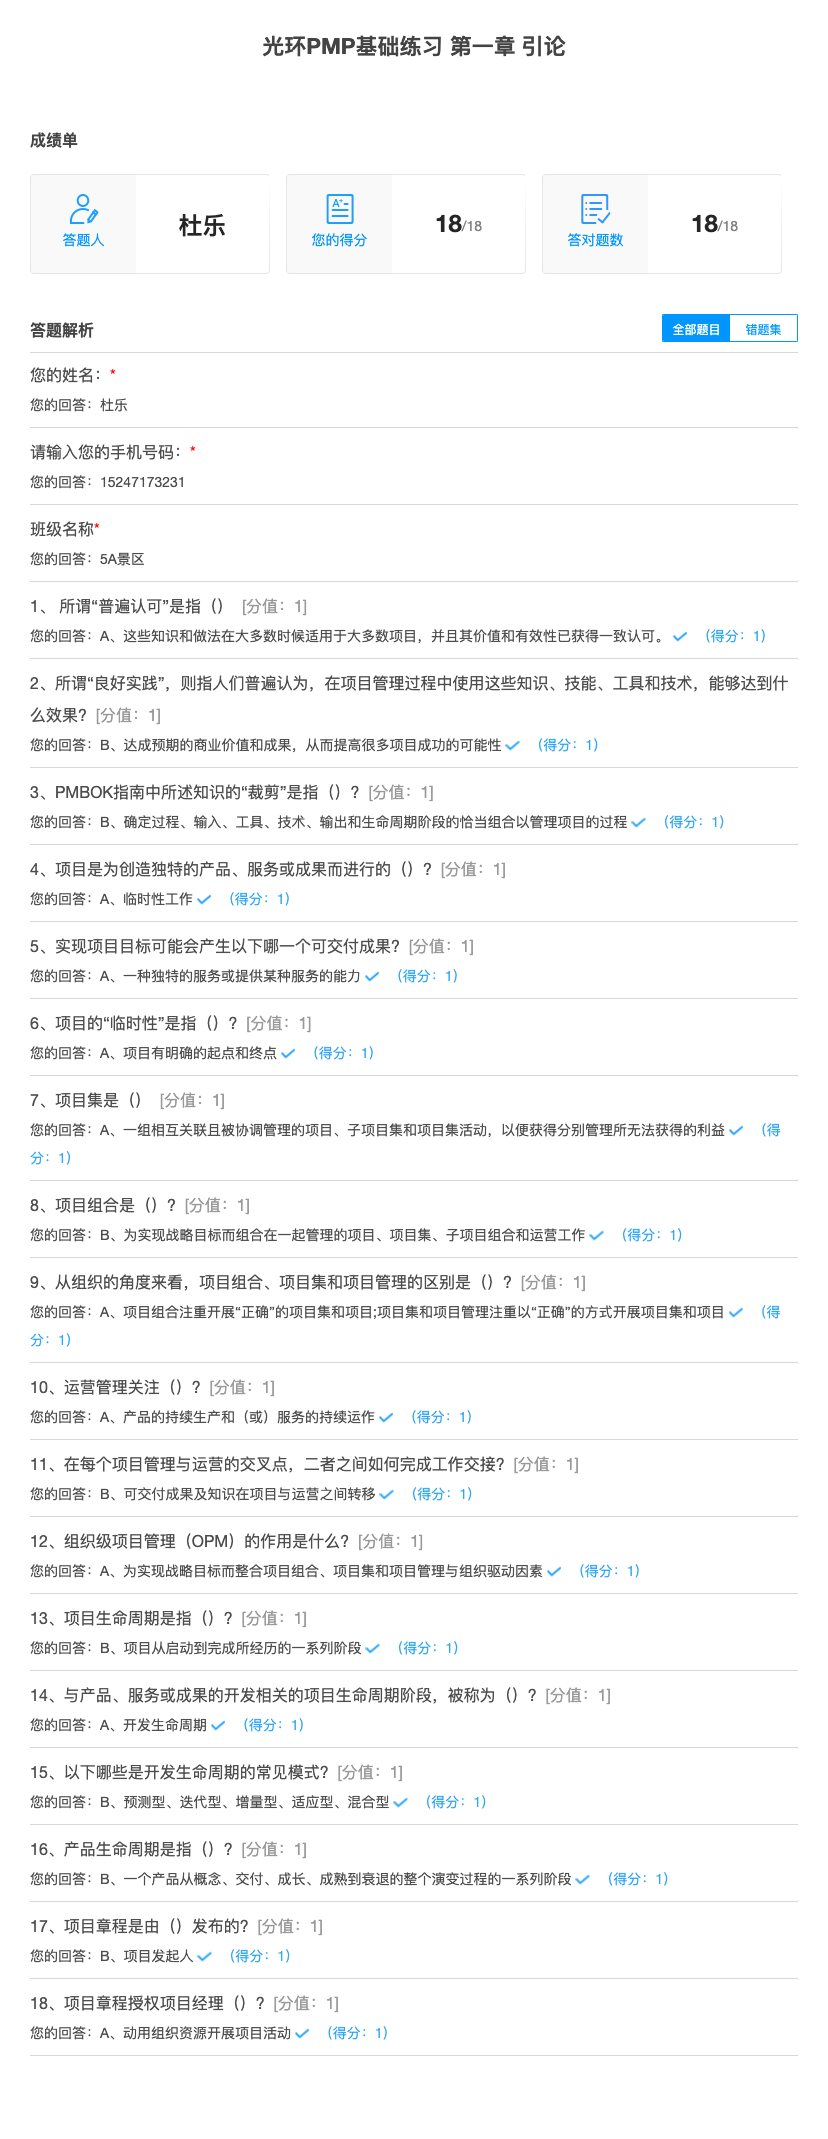 光环PMP基础练习 第一章 引论
成绩单
答题人
杜乐
您的得分
18/18
答对题数
18/18
答题解析
全部题目
错题集
您的姓名：*
您的回答：杜乐
请输入您的手机号码：*
您的回答：15247173231
班级名称*
您的回答：5A景区
1、 所谓“普遍认可”是指（） [分值：1]
您的回答：A、这些知识和做法在大多数时候适用于大多数项目，并且其价值和有效性已获得一致认可。 （得分：1）
2、所谓“良好实践”，则指人们普遍认为，在项目管理过程中使用这些知识、技能、工具和技术，能够达到什
么效果？ [分值：1]
您的回答：B、达成预期的商业价值和成果，从而提高很多项目成功的可能性 （得分：1）
3、PMBOK指南中所述知识的“裁剪”是指（）？ [分值：1]
您的回答：B、确定过程、输入、工具、技术、输出和生命周期阶段的恰当组合以管理项目的过程 （得分：1）
4、项目是为创造独特的产品、服务或成果而进行的（）？ [分值：1]
您的回答：A、临时性工作 （得分：1）
5、实现项目目标可能会产生以下哪一个可交付成果？ [分值：1]
您的回答：A、一种独特的服务或提供某种服务的能力 （得分：1）
6、项目的“临时性”是指（）？ [分值：1]
您的回答：A、项目有明确的起点和终点 （得分：1）
7、项目集是（） [分值：1]
您的回答：A、一组相互关联且被协调管理的项目、子项目集和项目集活动，以便获得分别管理所无法获得的利益 （得
分：1）
8、项目组合是（）？ [分值：1]
您的回答：B、为实现战略目标而组合在一起管理的项目、项目集、子项目组合和运营工作 （得分：1）
9、从组织的角度来看，项目组合、项目集和项目管理的区别是（）？ [分值：1]
您的回答：A、项目组合注重开展“正确”的项目集和项目;项目集和项目管理注重以“正确”的方式开展项目集和项目 （得
分：1）
10、运营管理关注（）？ [分值：1]
您的回答：A、产品的持续生产和（或）服务的持续运作 （得分：1）
11、在每个项目管理与运营的交叉点，二者之间如何完成工作交接？ [分值：1]
您的回答：B、可交付成果及知识在项目与运营之间转移 （得分：1）
12、组织级项目管理（OPM）的作用是什么？ [分值：1]
您的回答：A、为实现战略目标而整合项目组合、项目集和项目管理与组织驱动因素 （得分：1）
13、项目生命周期是指（）？ [分值：1]
您的回答：B、项目从启动到完成所经历的一系列阶段 （得分：1）
14、与产品、服务或成果的开发相关的项目生命周期阶段，被称为（）？ [分值：1]
您的回答：A、开发生命周期 （得分：1）
15、以下哪些是开发生命周期的常见模式？ [分值：1]
您的回答：B、预测型、迭代型、增量型、适应型、混合型 （得分：1）
16、产品生命周期是指（）？ [分值：1]
您的回答：B、一个产品从概念、交付、成长、成熟到衰退的整个演变过程的一系列阶段 （得分：1）
17、项目章程是由（）发布的？ [分值：1]
您的回答：B、项目发起人 （得分：1）
18、项目章程授权项目经理（）？ [分值：1]
您的回答：A、动用组织资源开展项目活动 （得分：1）